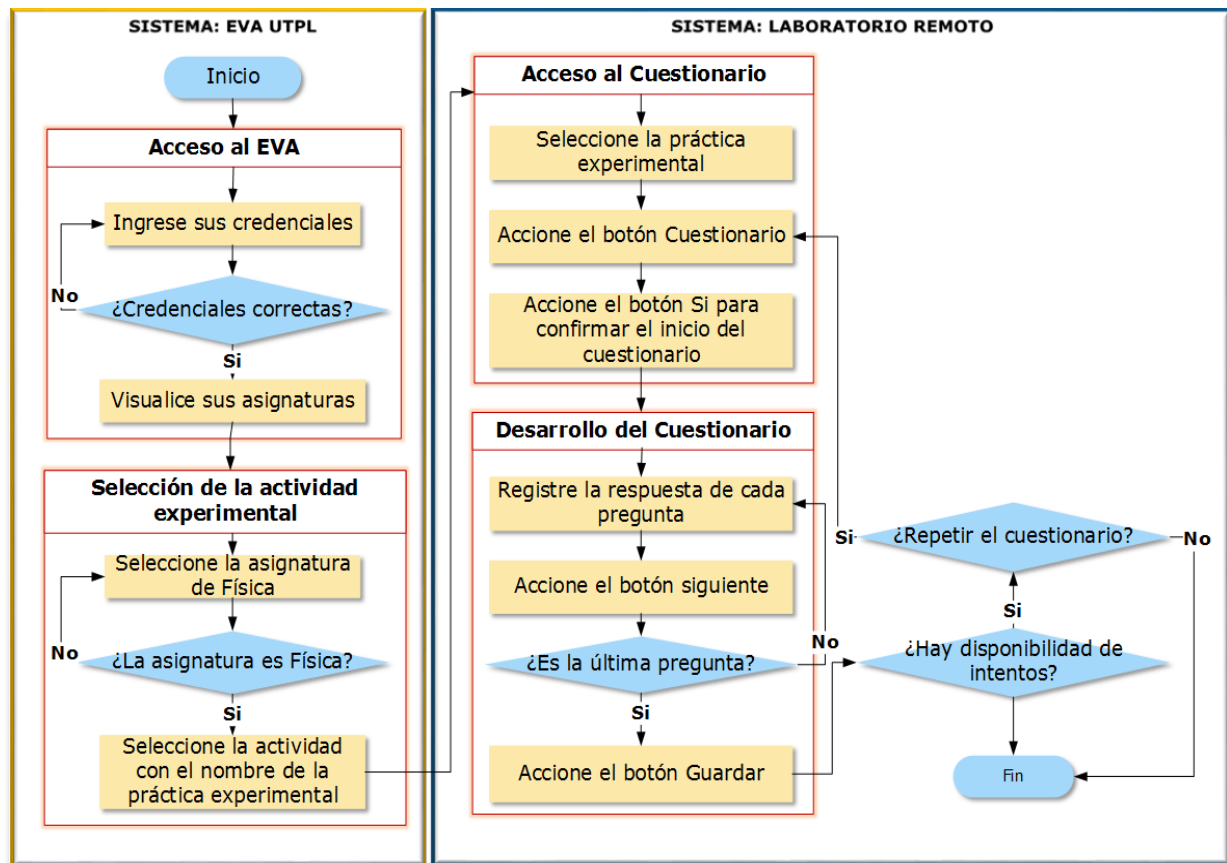 SISTEMA: EVA UTPL
Inicio
Acceso al EVA
Ingrese sus credenciales
No
¿Credenciales correctas?
Si
Visualice sus asignaturas
Selección de la actividad
experimental
Seleccione la asignatura
de Física
No
¿La asignatura es Física?
Si
Seleccione la actividad
con el nombre de la
práctica experimental
SISTEMA: LABORATORIO REMOTO
Acceso al Cuestionario
Seleccione la práctica
experimental
Accione el botón Cuestionario
Accione el botón Si para
confirmar el inicio del
cuestionario
Desarrollo del Cuestionario
Registre la respuesta de cada
pregunta
Accione el botón siguiente
¿Es la última pregunta?
No
Si
Accione el botón Guardar
Si
¿Repetir el cuestionario?
No
Si
¿Hay disponibilidad de
intentos?
Fin